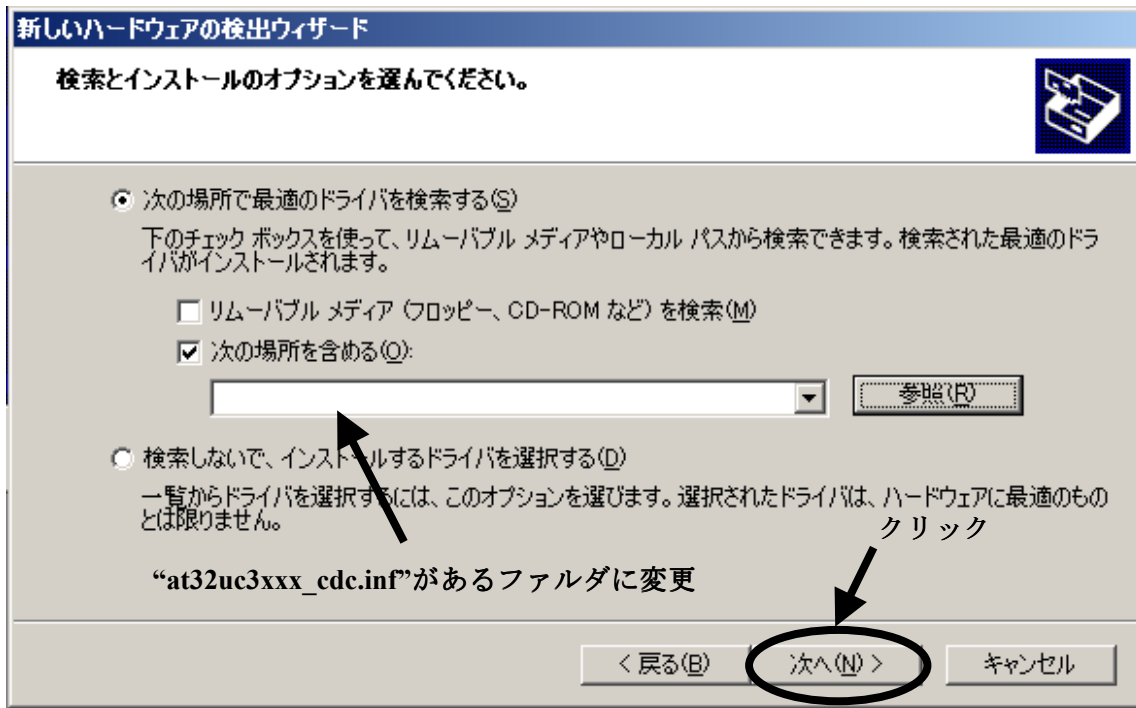 新しいハードウェアの検出ウィザード
検索とインストールのオプションを選んでください。
次の場所で最適のドライバを検索する(S)
下のチェック ボックスを使って、リムーバブル メディアやローカル パスから検索できます。検索された最適のドラ
イバがインストールされます。
リムーバブル メディア (フロッピー、CD-ROM など) を検索(M)
次の場所を含める(O):
参照(R)
検索しないで、インストールするドライバを選択する(D)
一覧からドライバを選択するには、このオプションを選びます。選択されたドライバは、ハードウェアに最適のもの
とは限りません。
クリック
“at32uc3xxx_cdc.inf”があるファルダに変更
< 戻る(B)
次へ(N) >
キャンセル